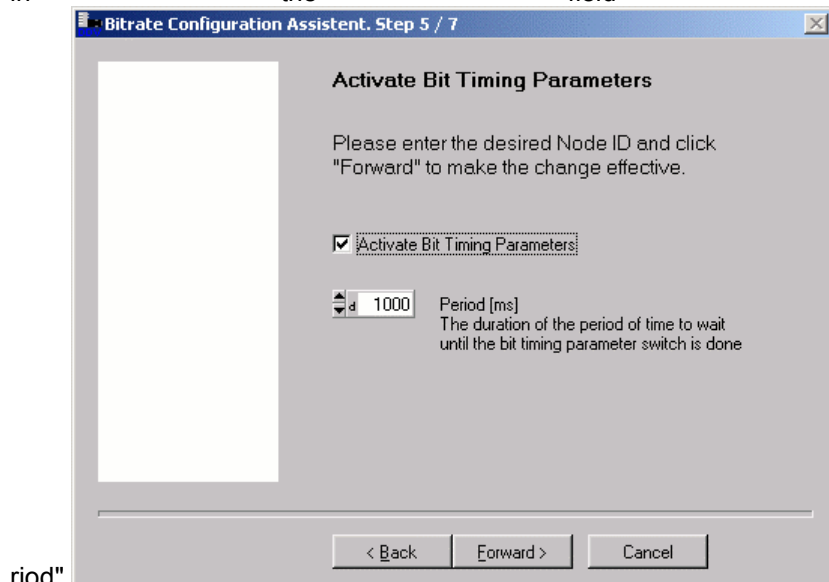 in the field
Bitrate Configuration Assistent. Step 5 / 7
Activate Bit Timing Parameters
Please enter the desired Node ID and click
"Forward" to make the change effective.
Activate Bit Timing Parameters
d 1000 Period [ms]
The duration of the period of time to wait
until the bit timing parameter switch is done
< Back Forward > Cancel
riod"